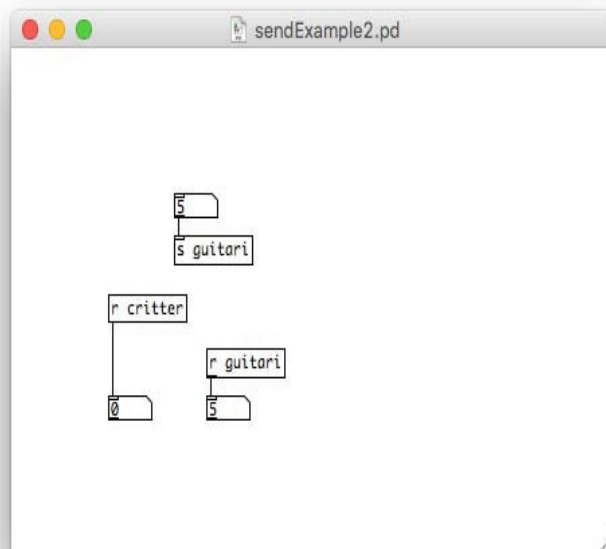 sendExample2.pd
5
s guitari
r critter
r guitari
0
5